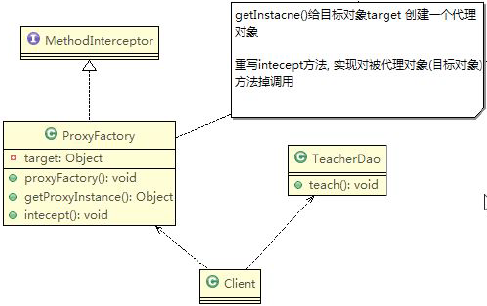 getInstacne()给目标对象target 创建一个代理
对象
重写intecept方法, 实现对被代理对象(目标对象)
方法掉调用
I MethodInterceptor
C ProxyFactory
target: Object
proxyFactory(): void
getProxyInstance(): Object
intecept(): void
C TeacherDao
teach(): void
C Client